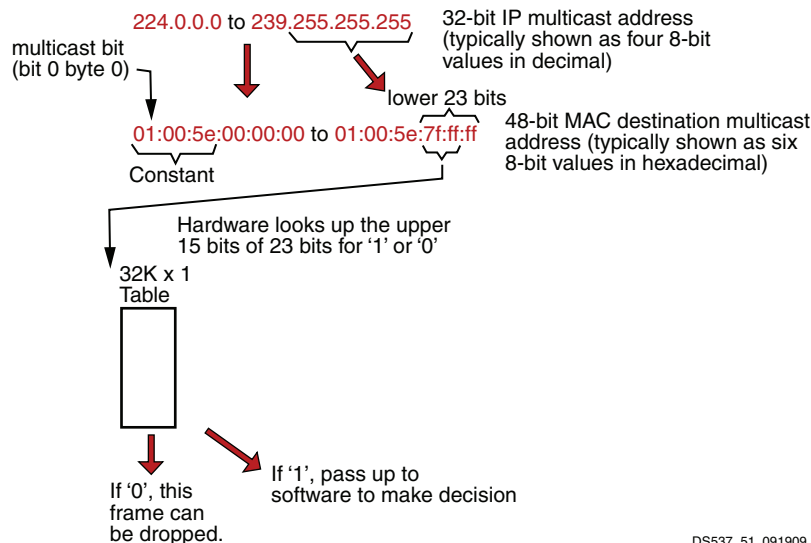 224.0.0.0 to 239.255.255.255
32-bit IP multicast address
(typically shown as four 8-bit
values in decimal)
multicast bit
(bit 0 byte 0)
lower 23 bits
01:00:5e:00:00:00 to 01:00:5e:7f:ff:ff
48-bit MAC destination multicast
address (typically shown as six
8-bit values in hexadecimal)
Constant
Hardware looks up the upper
15 bits of 23 bits for ‘1’ or ‘0’
32K x 1
Table
If ‘0’, this
frame can
be dropped.
If ‘1’, pass up to
software to make decision
DS537_51_091909